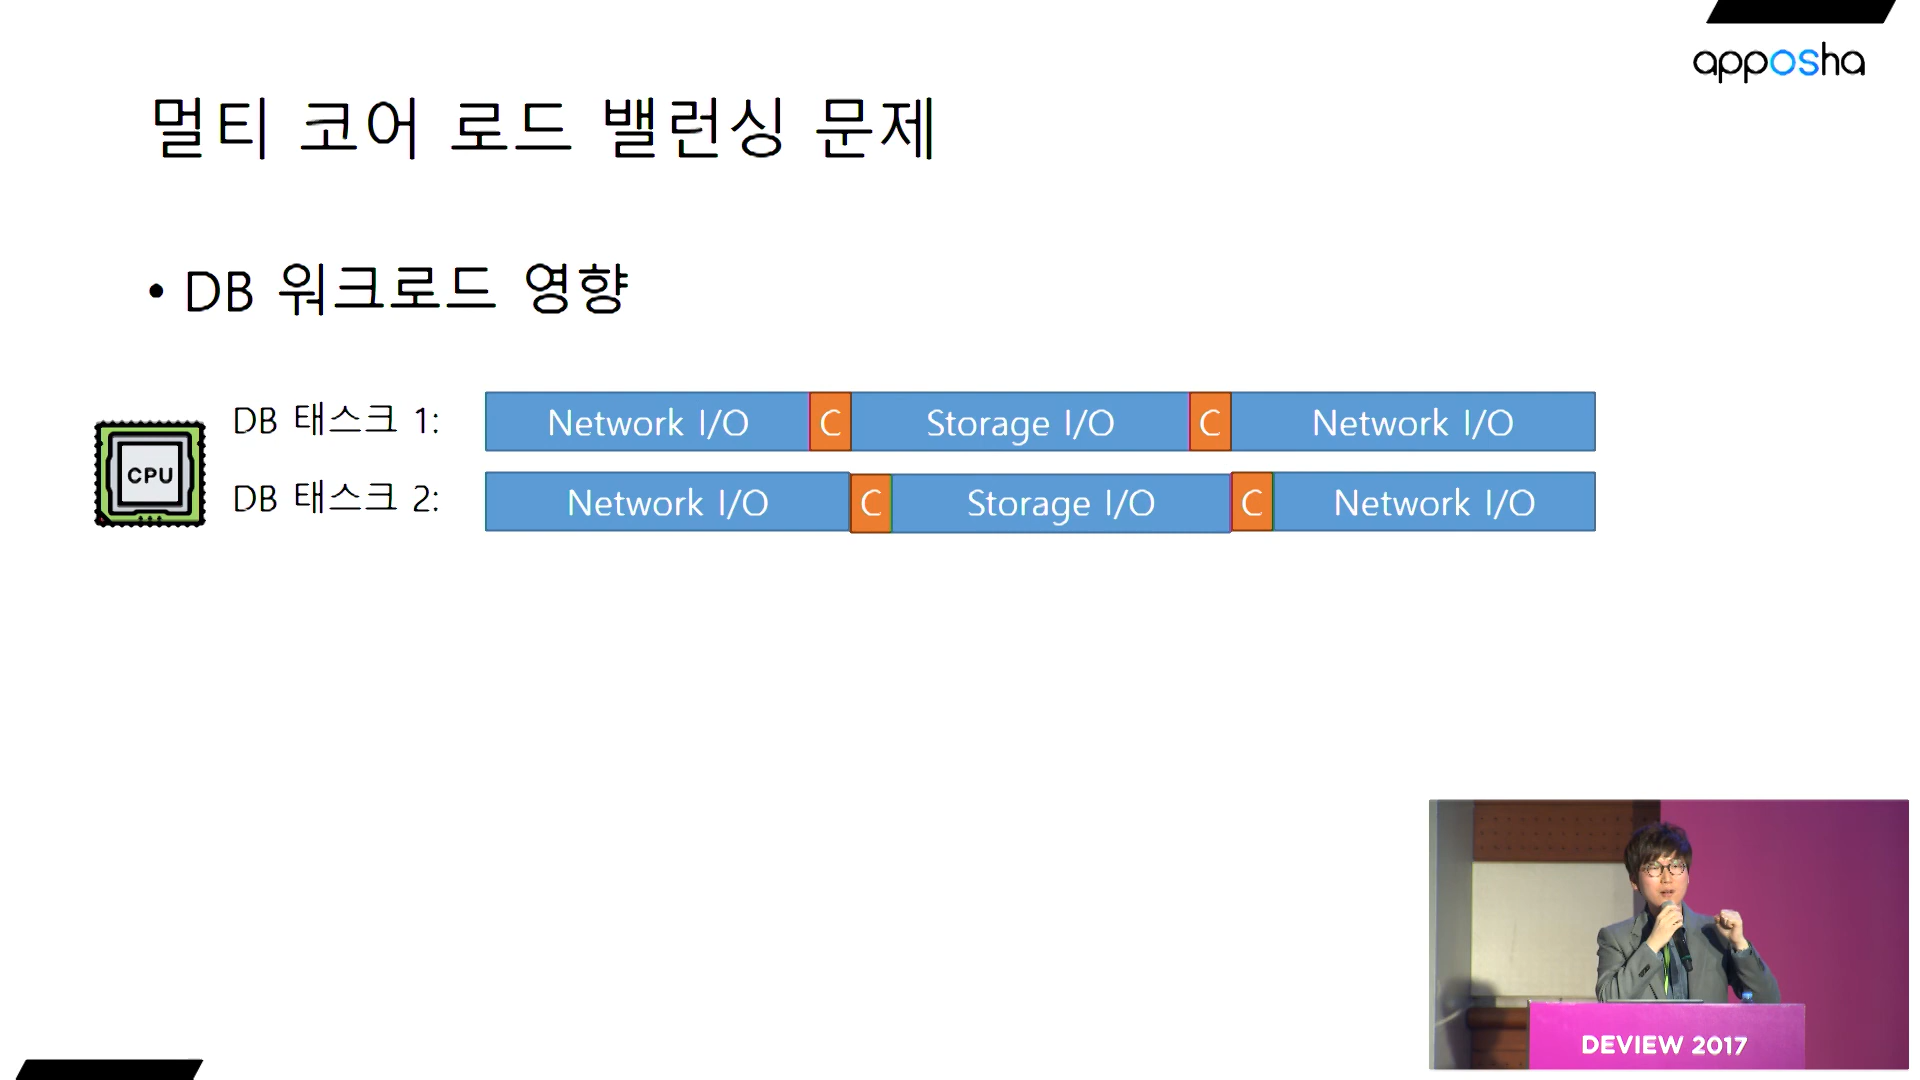 apposha
멀티 코어 로드 밸런싱 문제
• DB 워크로드 영향
CPU
DB 태스크 1: Network I/O C Storage I/O C Network I/O
DB 태스크 2: Network I/O C Storage I/O C Network I/O
DEVIEW 2017